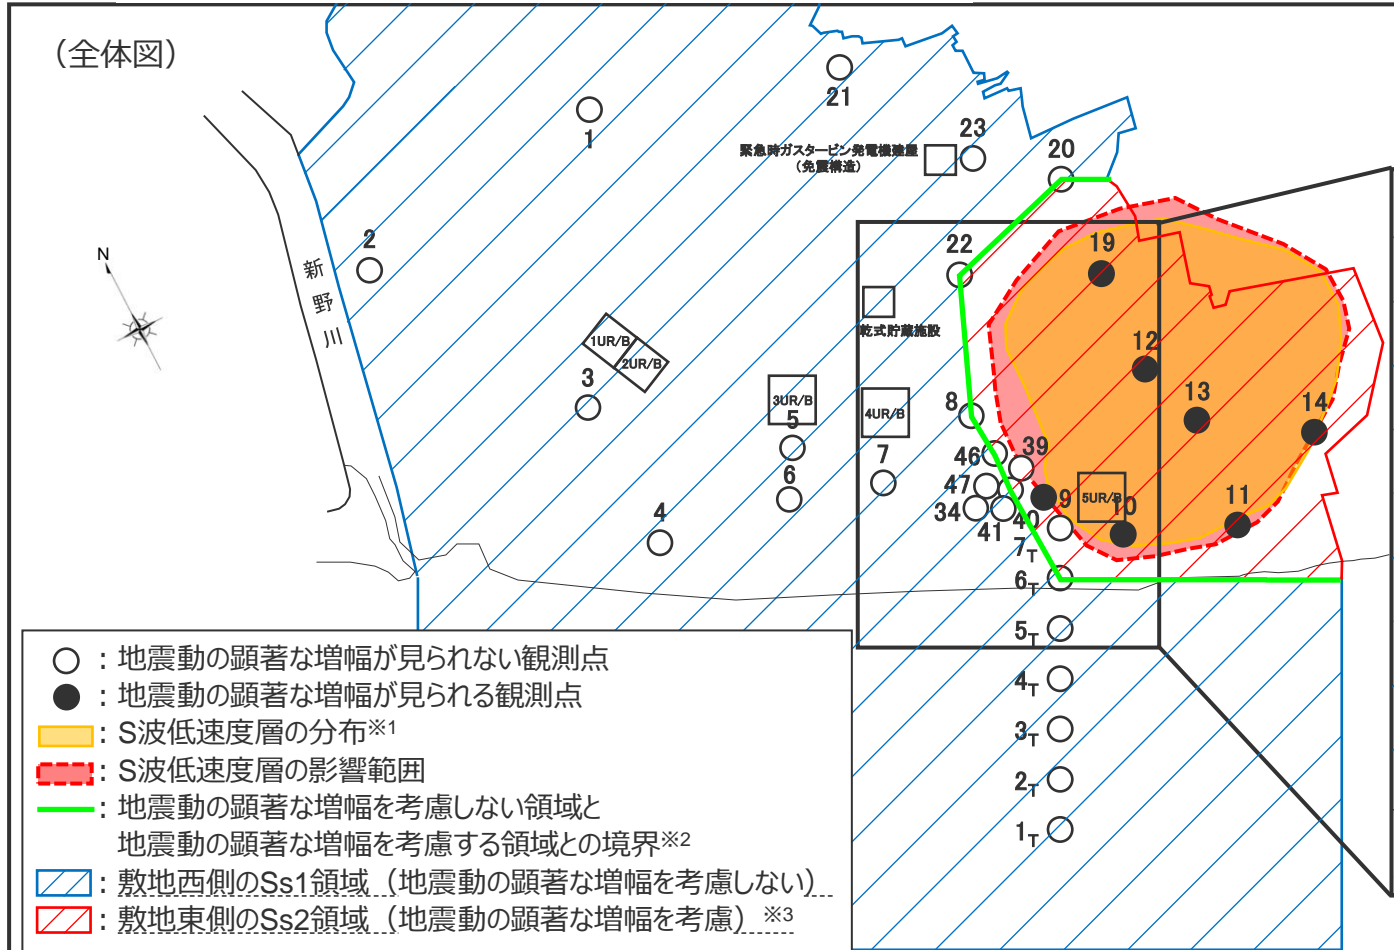 （全体図）
21
1
23
緊急時ガスタービン発電機建屋
（免震構造）
20
2
22
19
N
新野川
乾式貯蔵施設
1UR/B
2UR/B
12
3
3UR/B
4UR/B
8
13
14
5
46
39
7
47
6
34
41
40
9
5UR/B
10
11
4
7T
6T
5T
4T
3T
2T
1T
○：地震動の顕著な増幅が見られない観測点
●：地震動の顕著な増幅が見られる観測点
：S波低速度層の分布※1
：S波低速度層の影響範囲
：地震動の顕著な増幅を考慮しない領域と
地震動の顕著な増幅を考慮する領域との境界※2
：敷地西側のSs1領域（地震動の顕著な増幅を考慮しない）
：敷地東側のSs2領域（地震動の顕著な増幅を考慮）※3